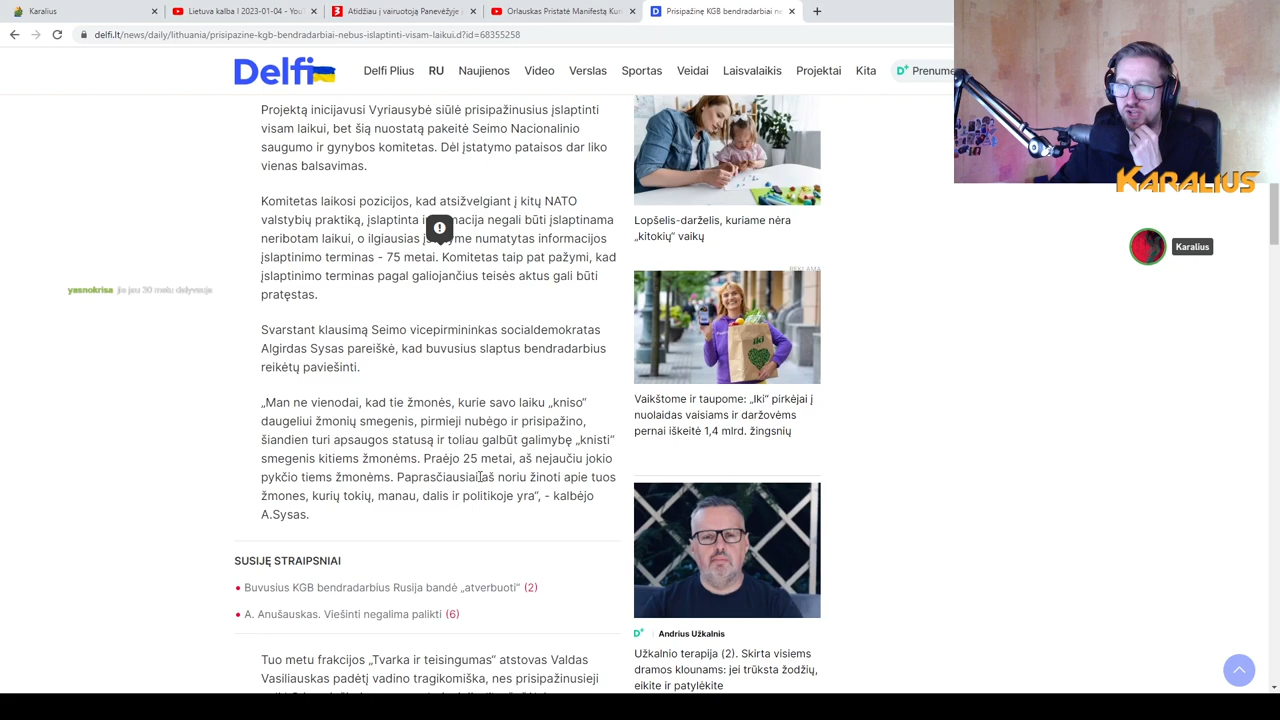 Karalius
Lietuva kalba I 2023-01-04 - You
Atidžiau į vairuotoją Panevėžyje p
Orlauskas Pristatė Manifestą Kur
Prisipažinę KGB bendradarbiai ne
delfi.lt/news/daily/lithuania/prisipazine-kgb-bendradarbiai-nebus-islaptinti-visam-laikui.d?id=68355258
Delfi
Delfi Plius RU Naujienos Video Verslas Sportas Veidai Laisvalaikis Projektai Kita D+ Prenume
Projektą inicijavusi Vyriausybė siūlė prisipažinusius įslaptinti
visam laikui, bet šią nuostatą pakeitė Seimo Nacionalinio
saugumo ir gynybos komitetas. Dėl įstatymo pataisos dar liko
vienas balsavimas.
Komitetas laikosi pozicijos, kad atsižvelgiant į kitų NATO
valstybių praktiką, įslaptinta macija negali būti įslaptinama
neribotam laikui, o ilgiausias me numatytas informacijos
įslaptinimo terminas - 75 metai. Komitetas taip pat pažymi, kad
įslaptinimo terminas pagal galiojančius teisės aktus gali būti
pratęstas.
Svarstant klausimą Seimo vicepirmininkas socialdemokratas
Algirdas Sysas pareiškė, kad buvusius slaptus bendradarbius
reikėtų paviešinti.
„Man ne vienodai, kad tie žmonės, kurie savo laiku „kniso“
daugeliui žmonių smegenis, pirmieji nubėgo ir prisipažino,
šiandien turi apsaugos statusą ir toliau galbūt galimybę „knisti“
smegenis kitiems žmonėms. Praėjo 25 metai, aš nejaučiu jokio
pykčio tiems žmonėms. Paprasčiausiai aš noriu žinoti apie tuos
žmones, kurių tokių, manau, dalis ir politikoje yra“, - kalbėjo
A.Sysas.
SUSIJĘ STRAIPSNIAI
Buvusius KGB bendradarbius Rusija bandė „atverbuoti“ (2)
A. Anušauskas. Viešinti negalima palikti (6)
Tuo metu frakcijos „Tvarka ir teisingumas“ atstovas Valdas
Vasiliauskas padėtį vadino tragikomiška, nes prisipažinusieji
yasnokrisa jis jau 30 metu dalyvauja
Lopšelis-darželis, kuriame nėra
„kitokių“ vaikų
REKLAMA
iki
Vaikštome ir taupome: „Iki“ pirkėjai į
nuolaidas vaisiams ir daržovėms
pernai iškeitė 1,4 mlrd. žingsnių
D+ Andrius Užkalnis
Užkalnio terapija (2). Skirta visiems
dramos klounams: jei trūksta žodžių,
eikite ir patylėkite
KARALIUS
Karalius